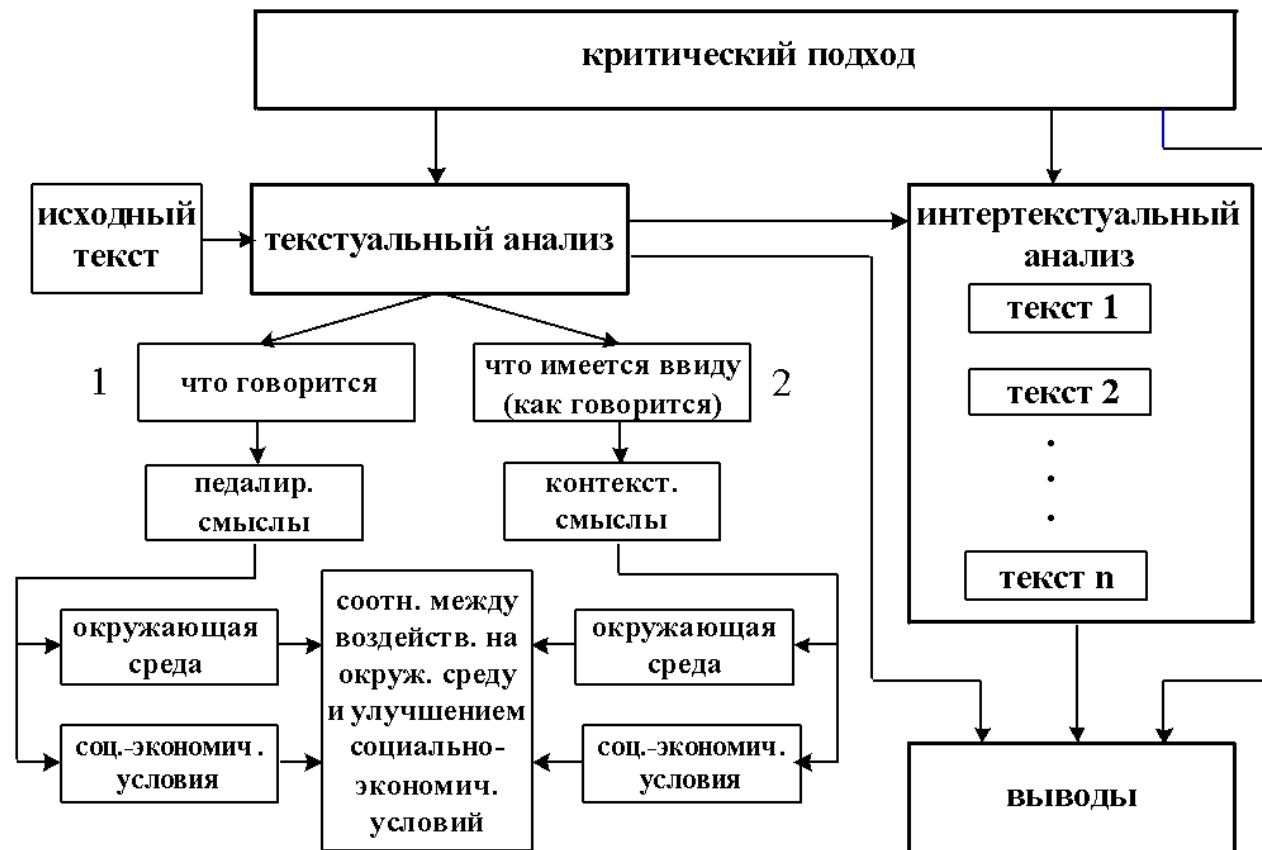 критический подход
исходный
текст
текстуальный анализ
интертекстуальный
анализ
текст 1
текст 2
.
.
.
текст n
1
что говорится
что имеется ввиду
(как говорится)
2
педалир.
смыслы
контекст.
смыслы
окружающая
среда
соц.-экономич.
условия
соотн. между
воздейств. на
окруж. среду
и улучшением
социально-
экономич.
условий
окружающая
среда
соц.-экономич.
условия
выводы